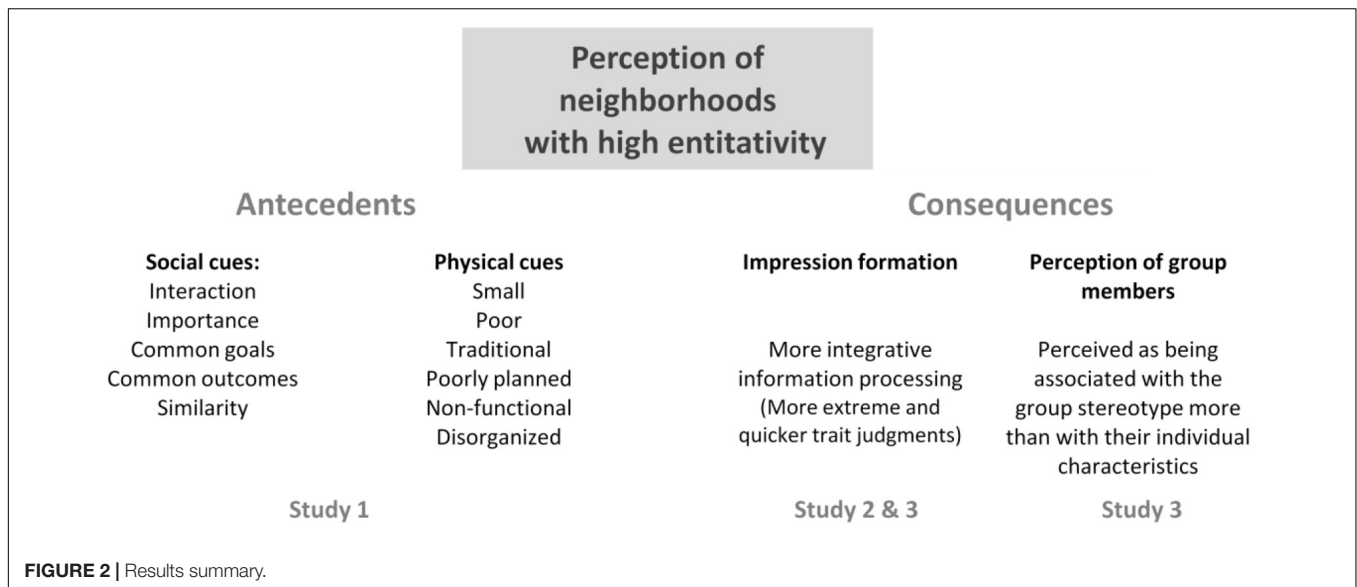 Perception of
neighborhoods
with high entitativity
Antecedents
Social cues:
Interaction
Importance
Common goals
Common outcomes
Similarity
Physical cues
Small
Poor
Traditional
Poorly planned
Non-functional
Disorganized
Study 1
Consequences
Impression formation
More integrative
information processing
(More extreme and
quicker trait judgments)
Study 2 & 3
Perception of group
members
Perceived as being
associated with the
group stereotype more
than with their individual
characteristics
Study 3
FIGURE 2 | Results summary.